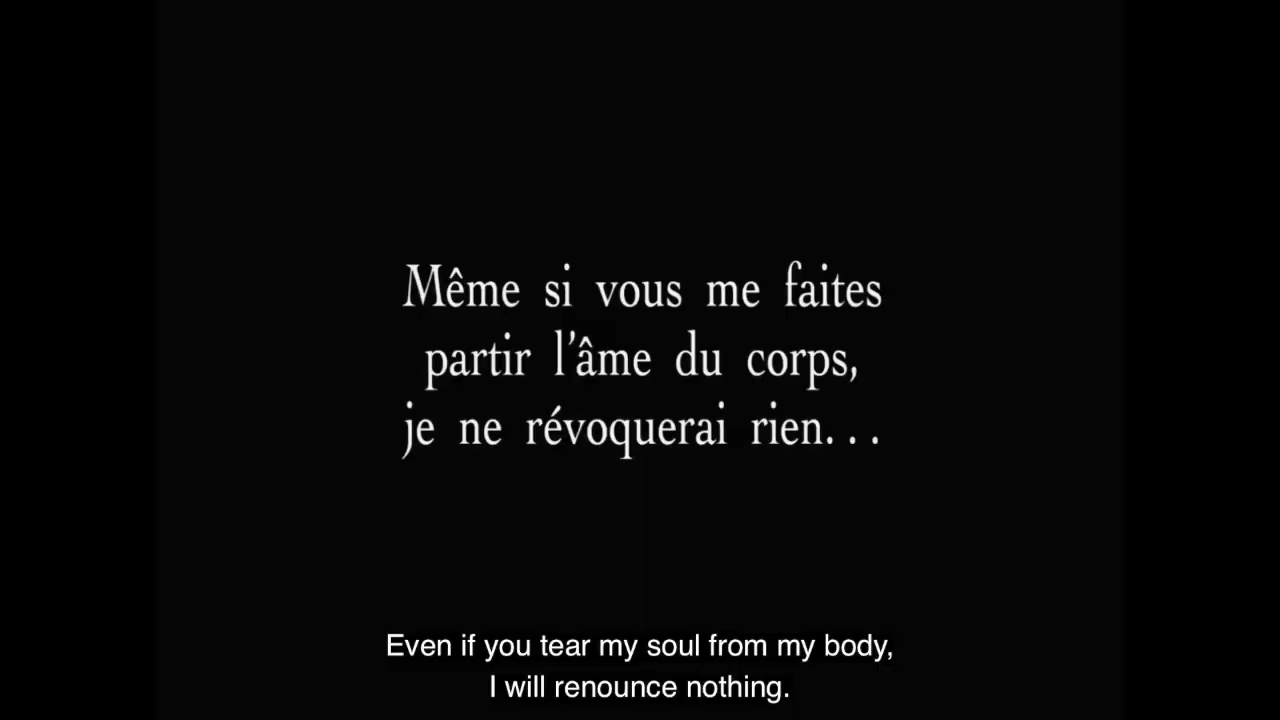 Même si vous me faites
partir l'âme du corps,
je ne révoquerai rien...
Even if you tear my soul from my body,
I will renounce nothing.